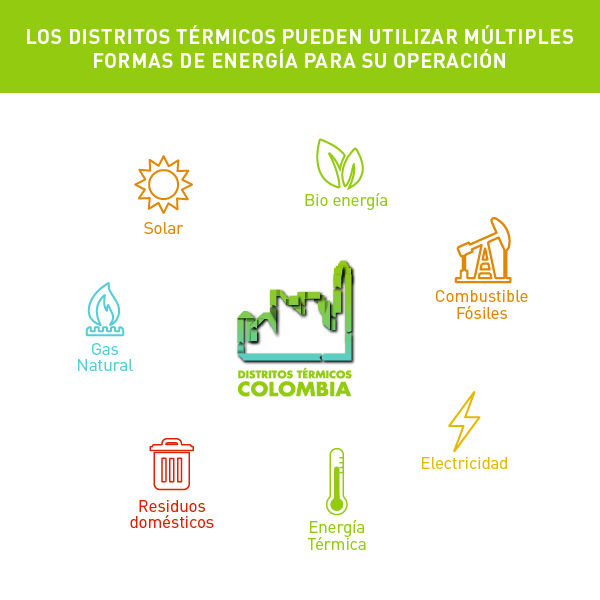 LOS DISTRITOS TÉRMICOS PUEDEN UTILIZAR MÚLTIPLES
FORMAS DE ENERGÍA PARA SU OPERACIÓN
Bio energía
Solar
Combustible
Fósiles
Gas
Natural
DISTRITOS TÉRMICOS
COLOMBIA
Electricidad
Residuos
domésticos
Energía
Térmica